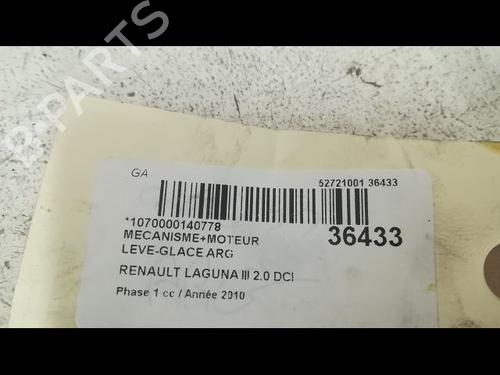 B-PARTS
GA
52721001 36433
*1070000140778
36433
MECANISME+MOTEUR
LEVE-GLACE ARG
RENAULT LAGUNA III 2.0 DCI
Phase 1 cc / Année 2010